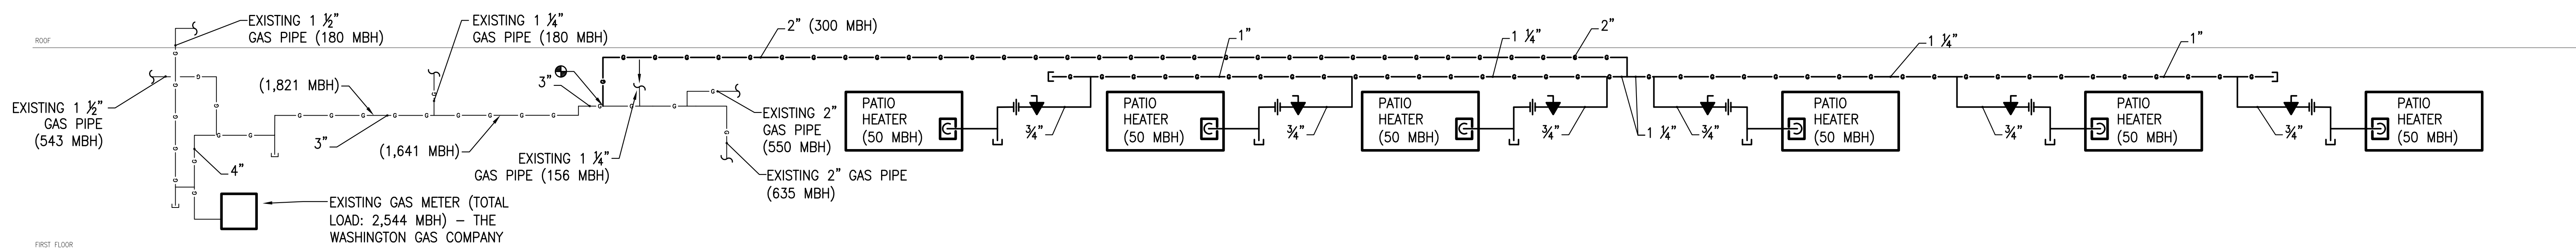 ROOF
EXISTING 1 ½"
GAS PIPE (180 MBH)
EXISTING 1 ¼"
GAS PIPE (180 MBH)
2" (300 MBH)
1"
1 ¼"
2"
1 ¼"
1"
EXISTING 1 ½"
GAS PIPE
(543 MBH)
(1,821 MBH)
3"
3"
(1,641 MBH)
4"
EXISTING 1 ¼"
GAS PIPE (156 MBH)
EXISTING 2"
GAS PIPE
(550 MBH)
EXISTING 2" GAS PIPE
(635 MBH)
EXISTING GAS METER (TOTAL
LOAD: 2,544 MBH) – THE
WASHINGTON GAS COMPANY
PATIO
HEATER
(50 MBH)
¾"
PATIO
HEATER
(50 MBH)
¾"
PATIO
HEATER
(50 MBH)
¾"
1 ¼"
¾"
PATIO
HEATER
(50 MBH)
¾"
PATIO
HEATER
(50 MBH)
¾"
PATIO
HEATER
(50 MBH)
FIRST FLOOR